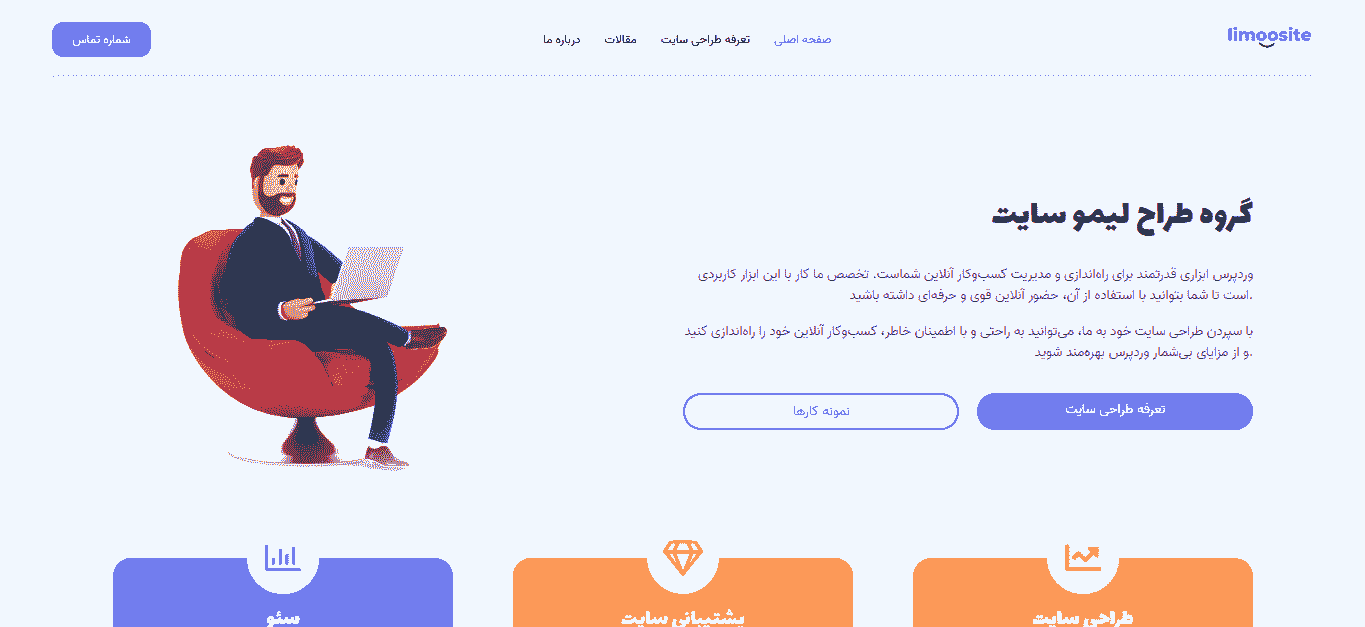 limoosite
صفحه اصلی
تعرفه طراحی سایت
مقالات
درباره ما
شماره تماس
گروه طراح لیمو سایت
وردپرس ابزاری قدرتمند برای راه‌اندازی و مدیریت کسب‌وکار آنلاین شماست. تخصص ما کار با این ابزار کاربردی
است تا شما بتوانید با استفاده از آن، حضور آنلاین قوی و حرفه‌ای داشته باشید.
با سپردن طراحی سایت خود به ما، می‌توانید به راحتی و با اطمینان خاطر، کسب‌وکار آنلاین خود را راه‌اندازی کنید
و از مزایای بی‌شمار وردپرس بهره‌مند شوید.
تعرفه طراحی سایت
نمونه کارها
طراحی سایت
پشتیبانی سایت
سئو